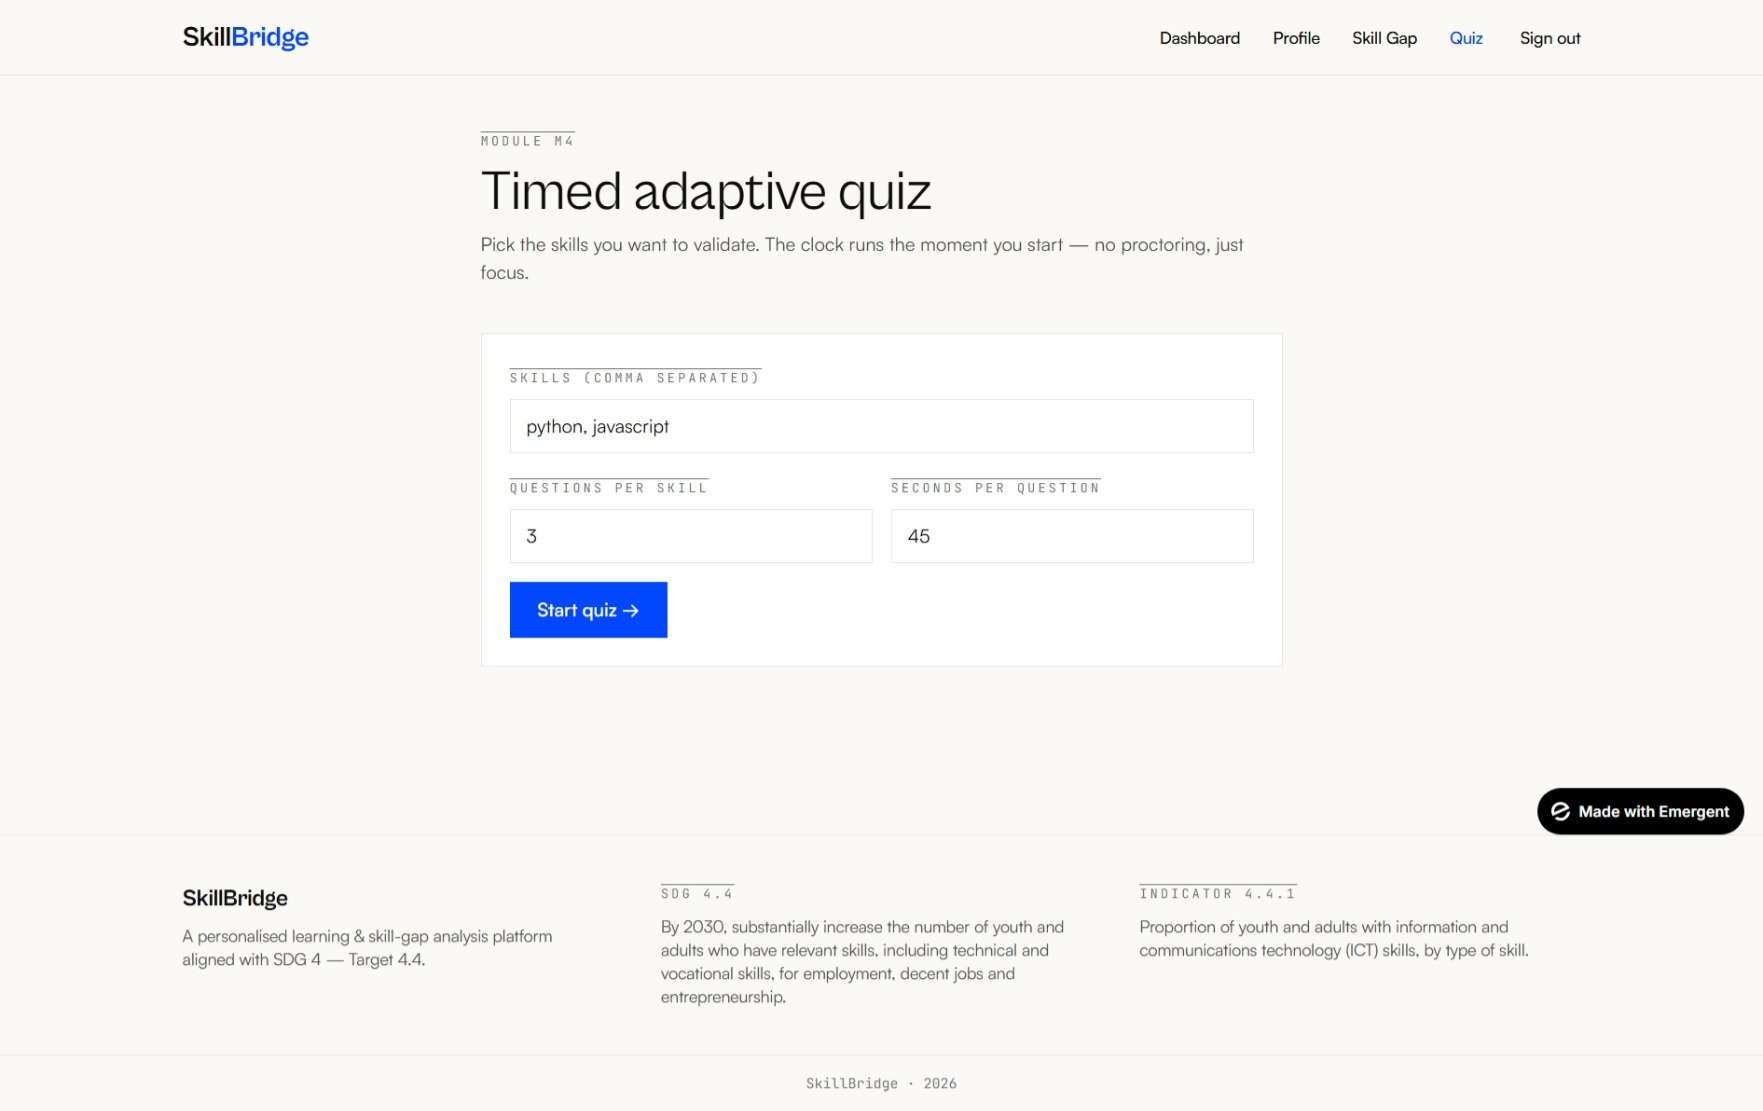 SkillBridge
Dashboard
Profile
Skill Gap
Quiz
Sign out
MODULE M4
Timed adaptive quiz
Pick the skills you want to validate. The clock runs the moment you start — no proctoring, just
focus.
SKILLS (COMMA SEPARATED)
python, javascript
QUESTIONS PER SKILL
SECONDS PER QUESTION
3
45
Start quiz →
Made with Emergent
SkillBridge
A personalised learning & skill-gap analysis platform
aligned with SDG 4 — Target 4.4.
SDG 4.4
By 2030, substantially increase the number of youth and
adults who have relevant skills, including technical and
vocational skills, for employment, decent jobs and
entrepreneurship.
INDICATOR 4.4.1
Proportion of youth and adults with information and
communications technology (ICT) skills, by type of skill.
SkillBridge · 2026